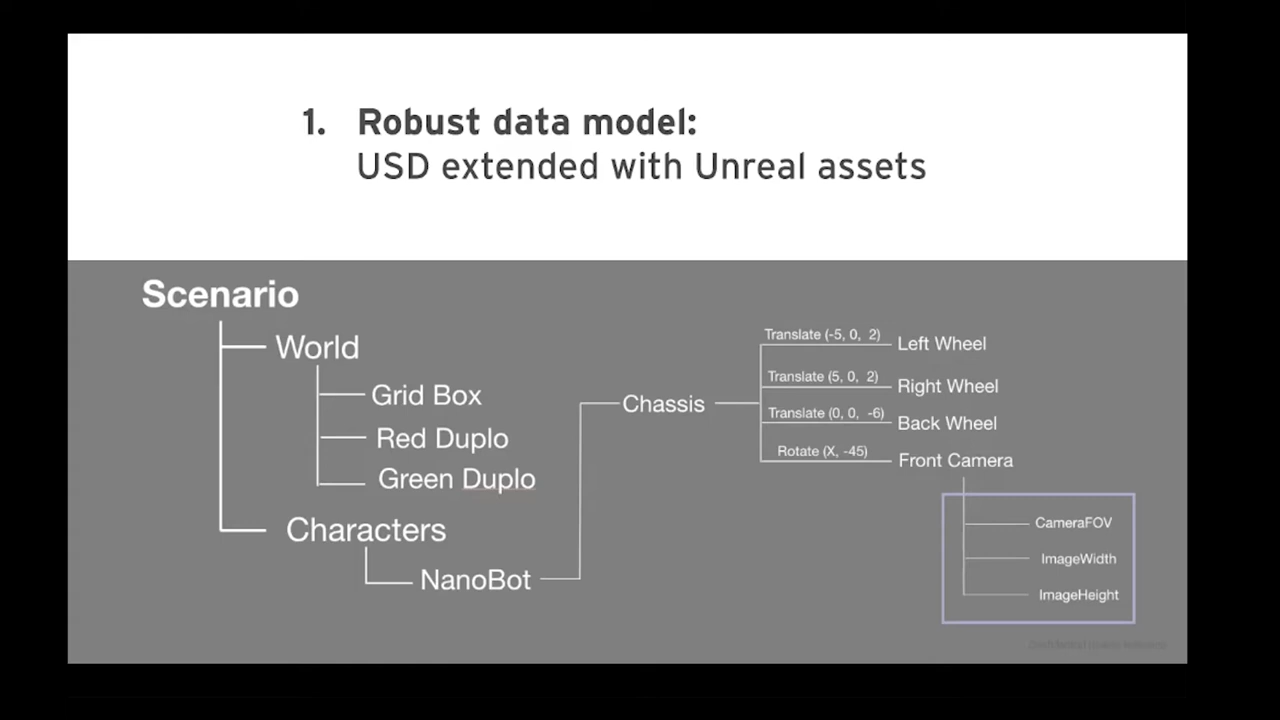 1. Robust data model:
USD extended with Unreal assets
Scenario
World
Grid Box
Red Duplo
Green Duplo
Characters
NanoBot
Chassis
Translate (-5, 0, 2)
Left Wheel
Translate (5, 0, 2)
Right Wheel
Translate (0, 0, -6)
Back Wheel
Rotate (X, -45)
Front Camera
CameraFOV
ImageWidth
ImageHeight